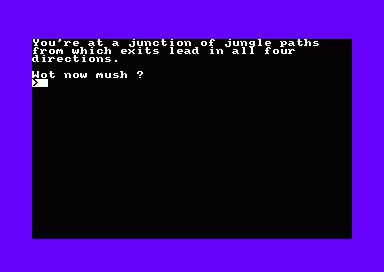 You're at a junction of jungle paths
from which exits lead in all four
directions.
Wot now mush ?
>